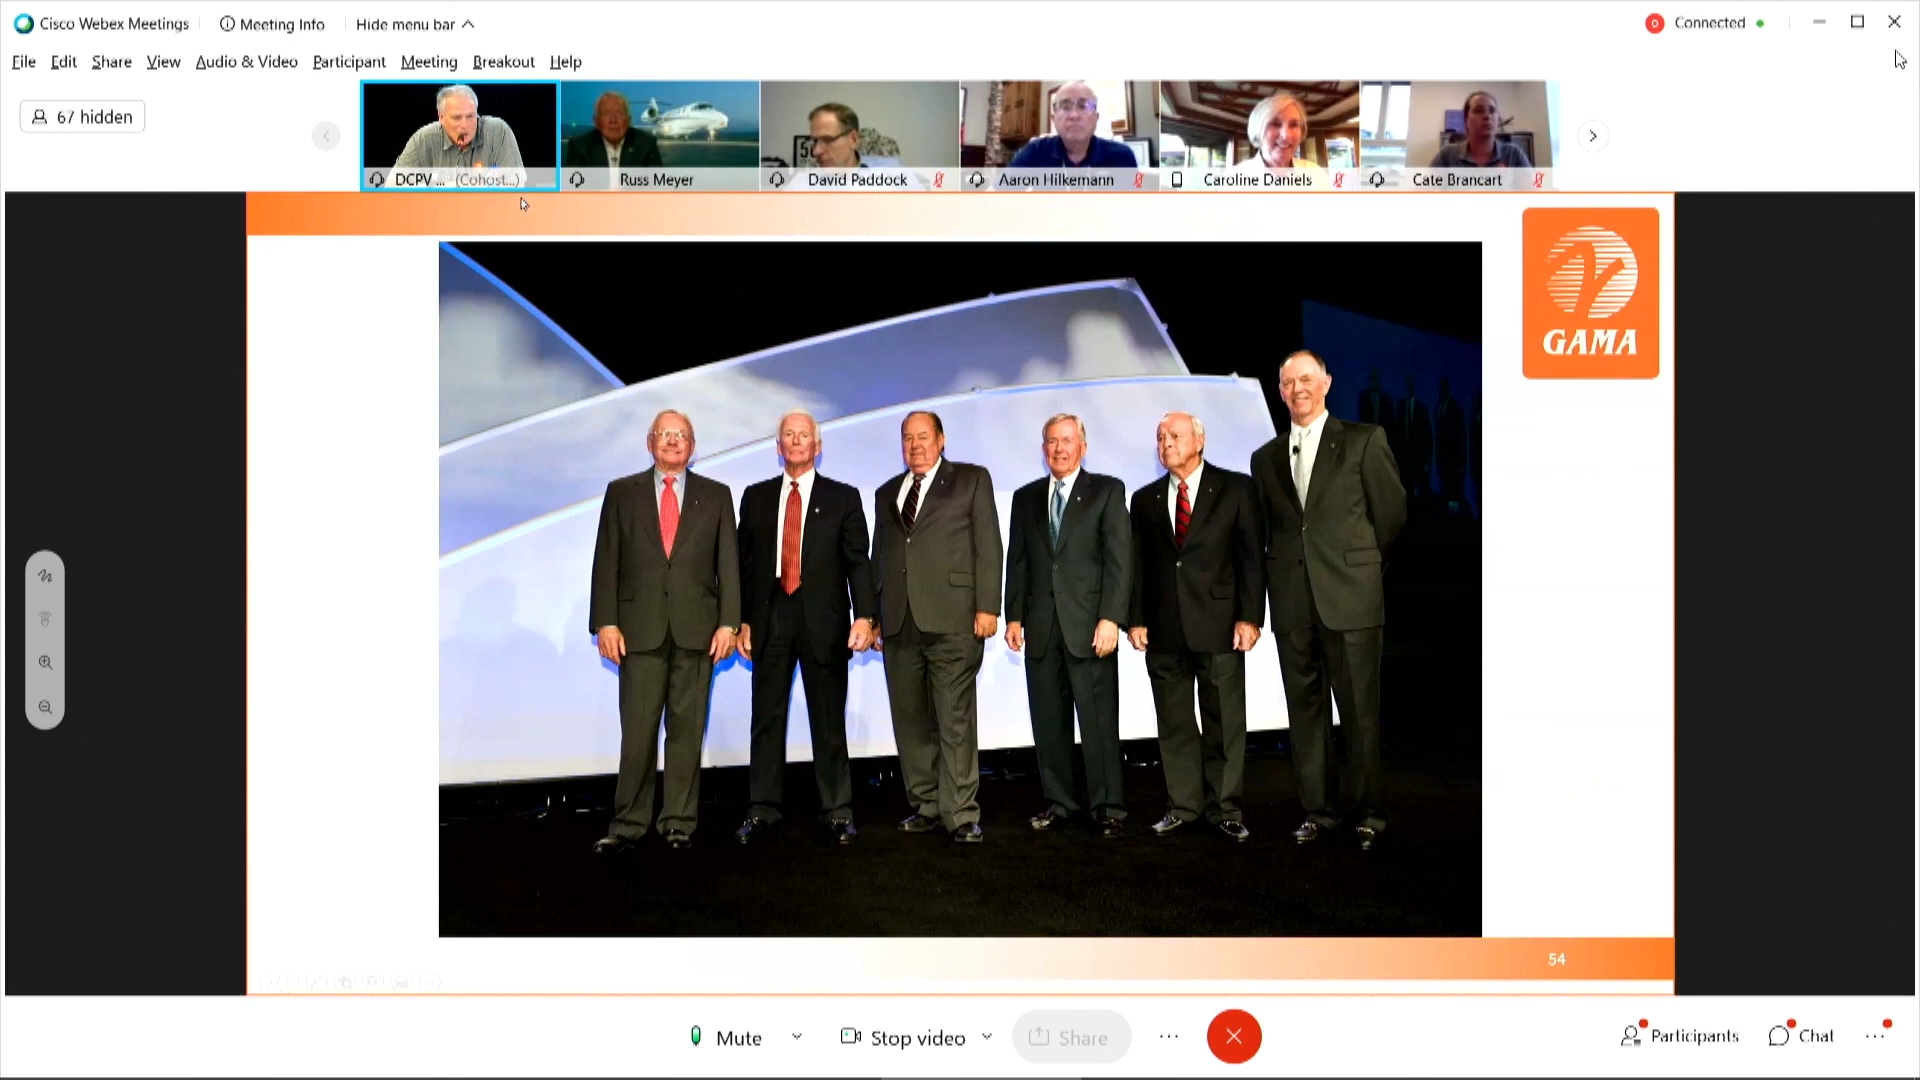 Cisco Webex Meetings
Meeting Info
Hide menu bar
Connected
File Edit Share View Audio & Video Participant Meeting Breakout Help
67 hidden
DCPV ... (Cohost...)
Russ Meyer
David Paddock
Aaron Hilkemann
Caroline Daniels
Cate Brancart
GAMA
54
Mute
Stop video
Share
Participants
Chat